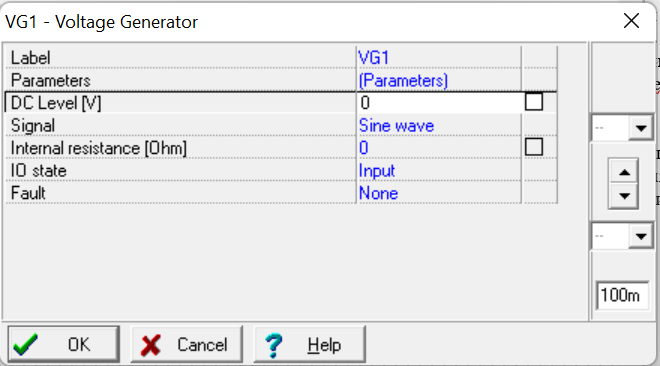 VG1 - Voltage Generator
Label VG1
Parameters (Parameters)
DC Level [V] 0
Signal Sine wave
Internal resistance [Ohm] 0
IO state Input
Fault None
--
--
100m
OK Cancel ? Help